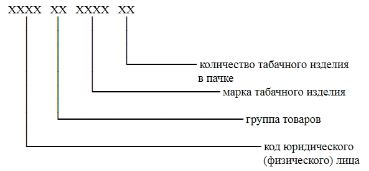 XXXX XX XXXX XX
количество табачного изделия
в пачке
марка табачного изделия
группа товаров
код юридического
(физического) лица